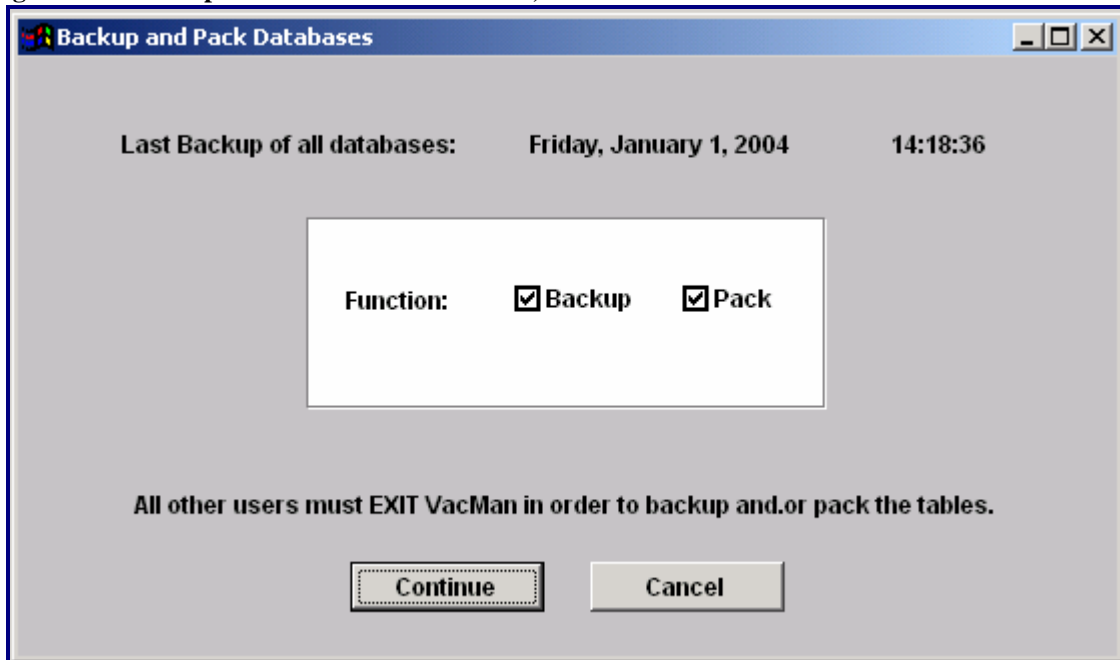 Backup and Pack Databases
Last Backup of all databases: Friday, January 1, 2004 14:18:36
Function: Backup Pack
All other users must EXIT VacMan in order to backup and.or pack the tables.
Continue Cancel